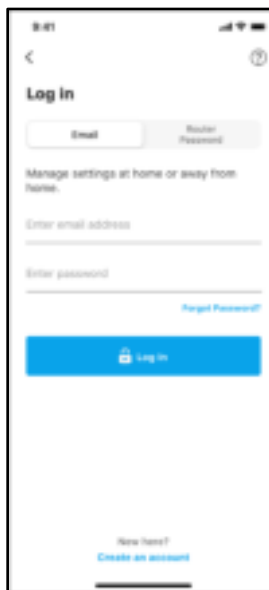 9:41
Log in
Email
Router
Password
Manage settings at home or away from
home.
Enter email address
Enter password
Forgot Password?
Log in
New here?
Create an account